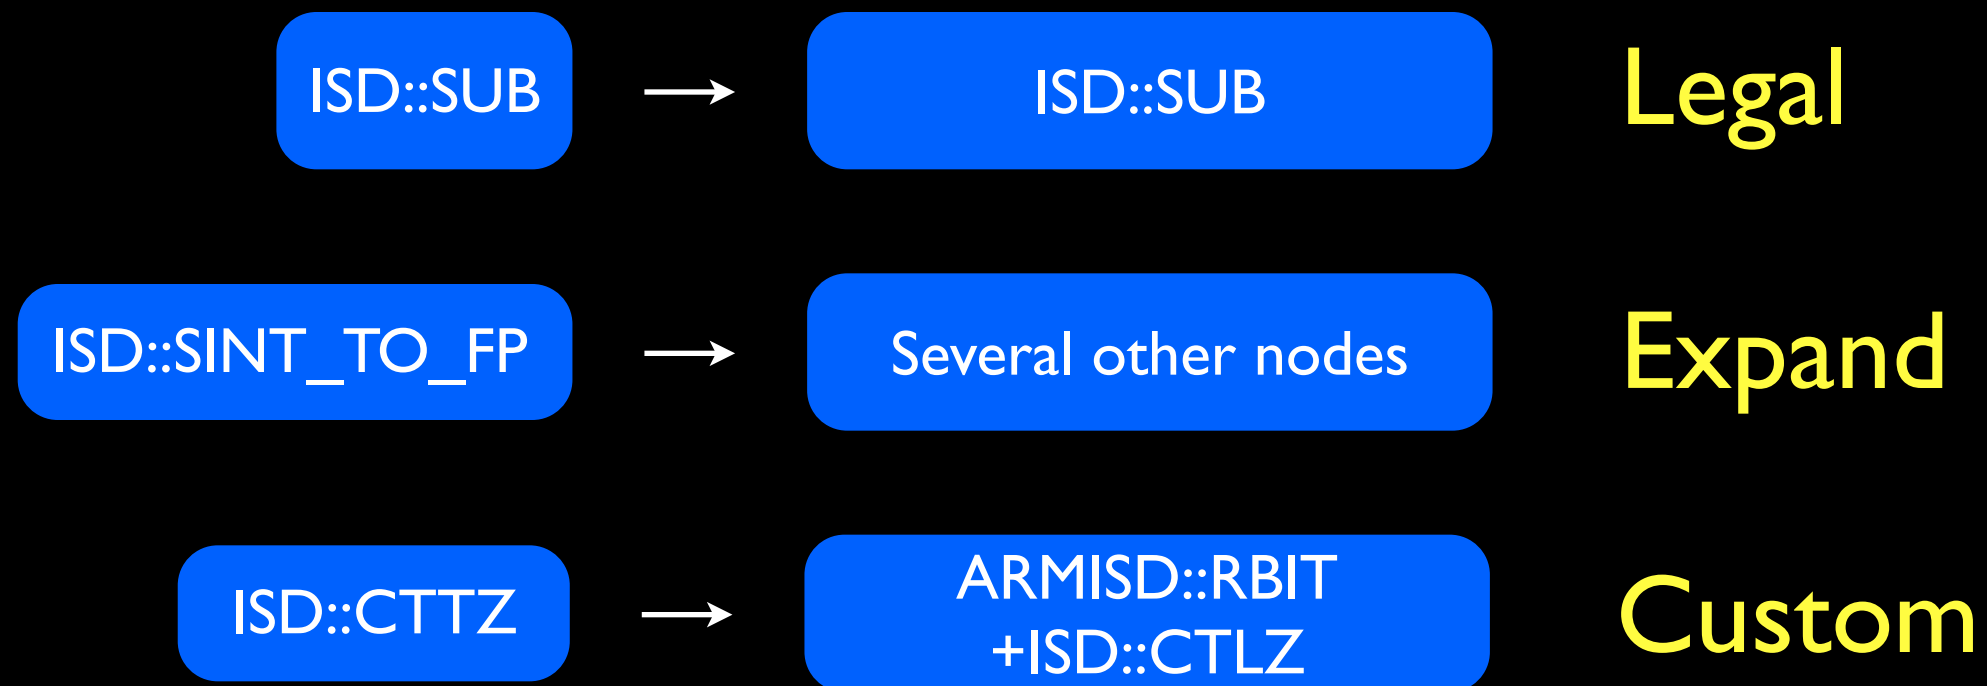 ISD::SUB
ISD::SUB
Legal
ISD::SINT_TO_FP
Several other nodes
Expand
ISD::CTTZ
ARMISD::RBIT
+ISD::CTLZ
Custom